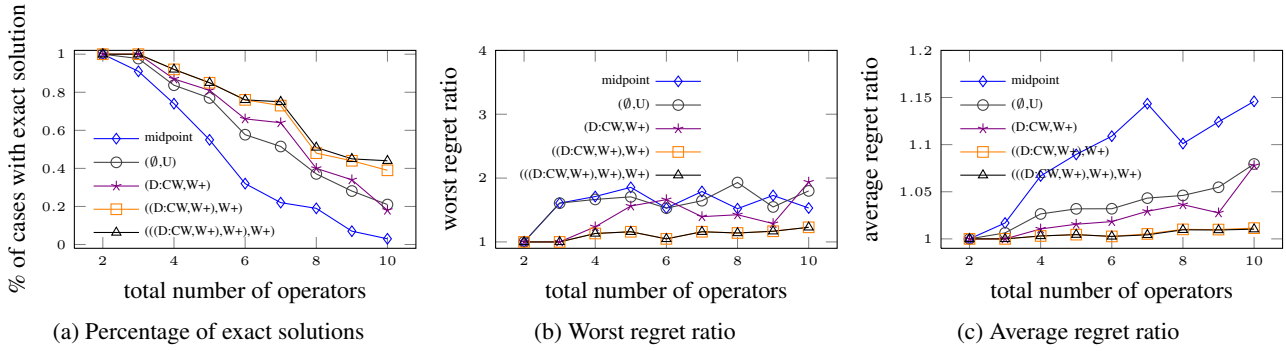 % of cases with exact solution
1
0.8
0.6
0.4
0.2
0
2 4 6 8 10
midpoint
(∅,U)
(D:CW,W+)
((D:CW,W+),W+)
(((D:CW,W+),W+),W+)
total number of operators
(a) Percentage of exact solutions
worst regret ratio
4
3
2
1
2 4 6 8 10
midpoint
(∅,U)
(D:CW,W+)
((D:CW,W+),W+)
(((D:CW,W+),W+),W+)
total number of operators
(b) Worst regret ratio
average regret ratio
1.2
1.15
1.1
1.05
1
2 4 6 8 10
midpoint
(∅,U)
(D:CW,W+)
((D:CW,W+),W+)
(((D:CW,W+),W+),W+)
total number of operators
(c) Average regret ratio